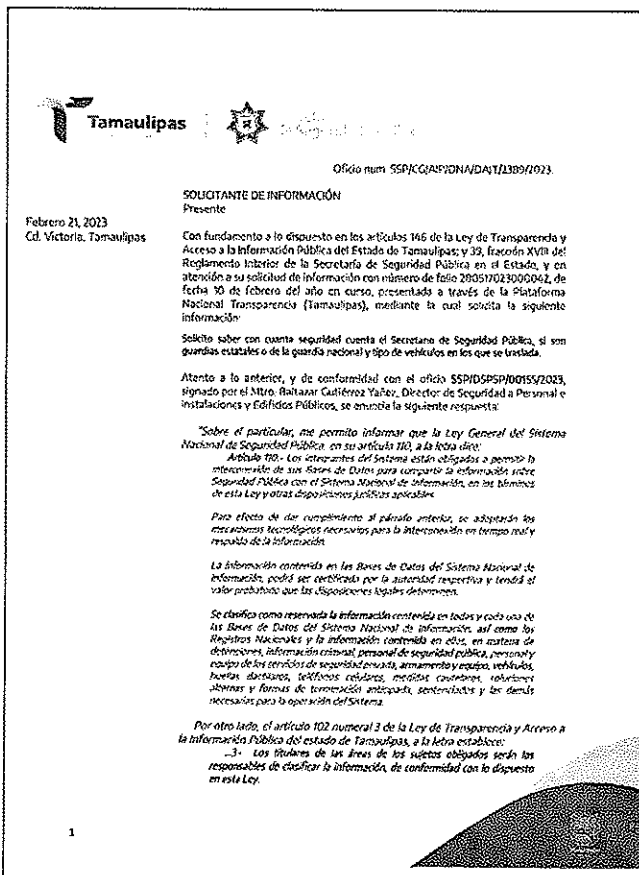 Tamaulipas
Oficio num. SSP/CGJAIP/DNA/DAIT/1389/2023.
SOLICITANTE DE INFORMACIÓN
Presente
Febrero 21, 2023
Cd. Victoria, Tamaulipas
Con fundamento a lo dispuesto en los artículos 146 de la Ley de Transparencia y
Acceso a la Información Pública del Estado de Tamaulipas; y 39, fracción XVIII del
Reglamento Interior de la Secretaría de Seguridad Pública en el Estado, y en
atención a su solicitud de información con número de folio 280517023000042, de
fecha 10 de febrero del año en curso, presentada a través de la Plataforma
Nacional Transparencia (Tamaulipas), mediante la cual solicita la siguiente
información:
Solicito saber con cuanta seguridad cuenta el Secretario de Seguridad Pública, si son
guardias estatales o de la guardia nacional y tipo de vehículos en los que se traslada.
Atento a lo anterior, y de conformidad con el oficio SSP/DSPSP/00155/2023,
signado por el Mtro. Baltazar Gutiérrez Yañez, Director de Seguridad a Personal e
Instalaciones y Edificios Públicos, se enuncia la siguiente respuesta:
"Sobre el particular, me permito informar que la Ley General del Sistema
Nacional de Seguridad Pública, en su artículo 110, a la letra dice:
Artículo 110.- Los integrantes del Sistema están obligados a permitir la
interconexión de sus Bases de Datos para compartir la información sobre
Seguridad Pública con el Sistema Nacional de Información, en los términos
de esta Ley y otras disposiciones jurídicas aplicables.
Para efecto de dar cumplimiento al párrafo anterior, se adoptarán los
mecanismos tecnológicos necesarios para la interconexión en tiempo real y
respaldo de la información.
La información contenida en las Bases de Datos del Sistema Nacional de
Información, podrá ser certificada por la autoridad respectiva y tendrá el
valor probatorio que las disposiciones legales determinen.
Se clasifica como reservada la información contenida en todas y cada una de
las Bases de Datos del Sistema Nacional de Información, así como los
Registros Nacionales y la información contenida en ellos, en materia de
detenciones, información criminal, personal de seguridad pública, personal y
equipo de los servicios de seguridad privada, armamento y equipo, vehículos,
huellas dactilares, teléfonos celulares, medidas cautelares, soluciones
alternas y formas de terminación anticipada, sentenciados y las demás
necesarias para la operación del Sistema.
Por otro lado, el artículo 102 numeral 3 de la Ley de Transparencia y Acceso a
la Información Pública del estado de Tamaulipas, a la letra establece:
...3- Los titulares de las áreas de los sujetos obligados serán los
responsables de clasificar la información, de conformidad con lo dispuesto
en esta Ley.
1